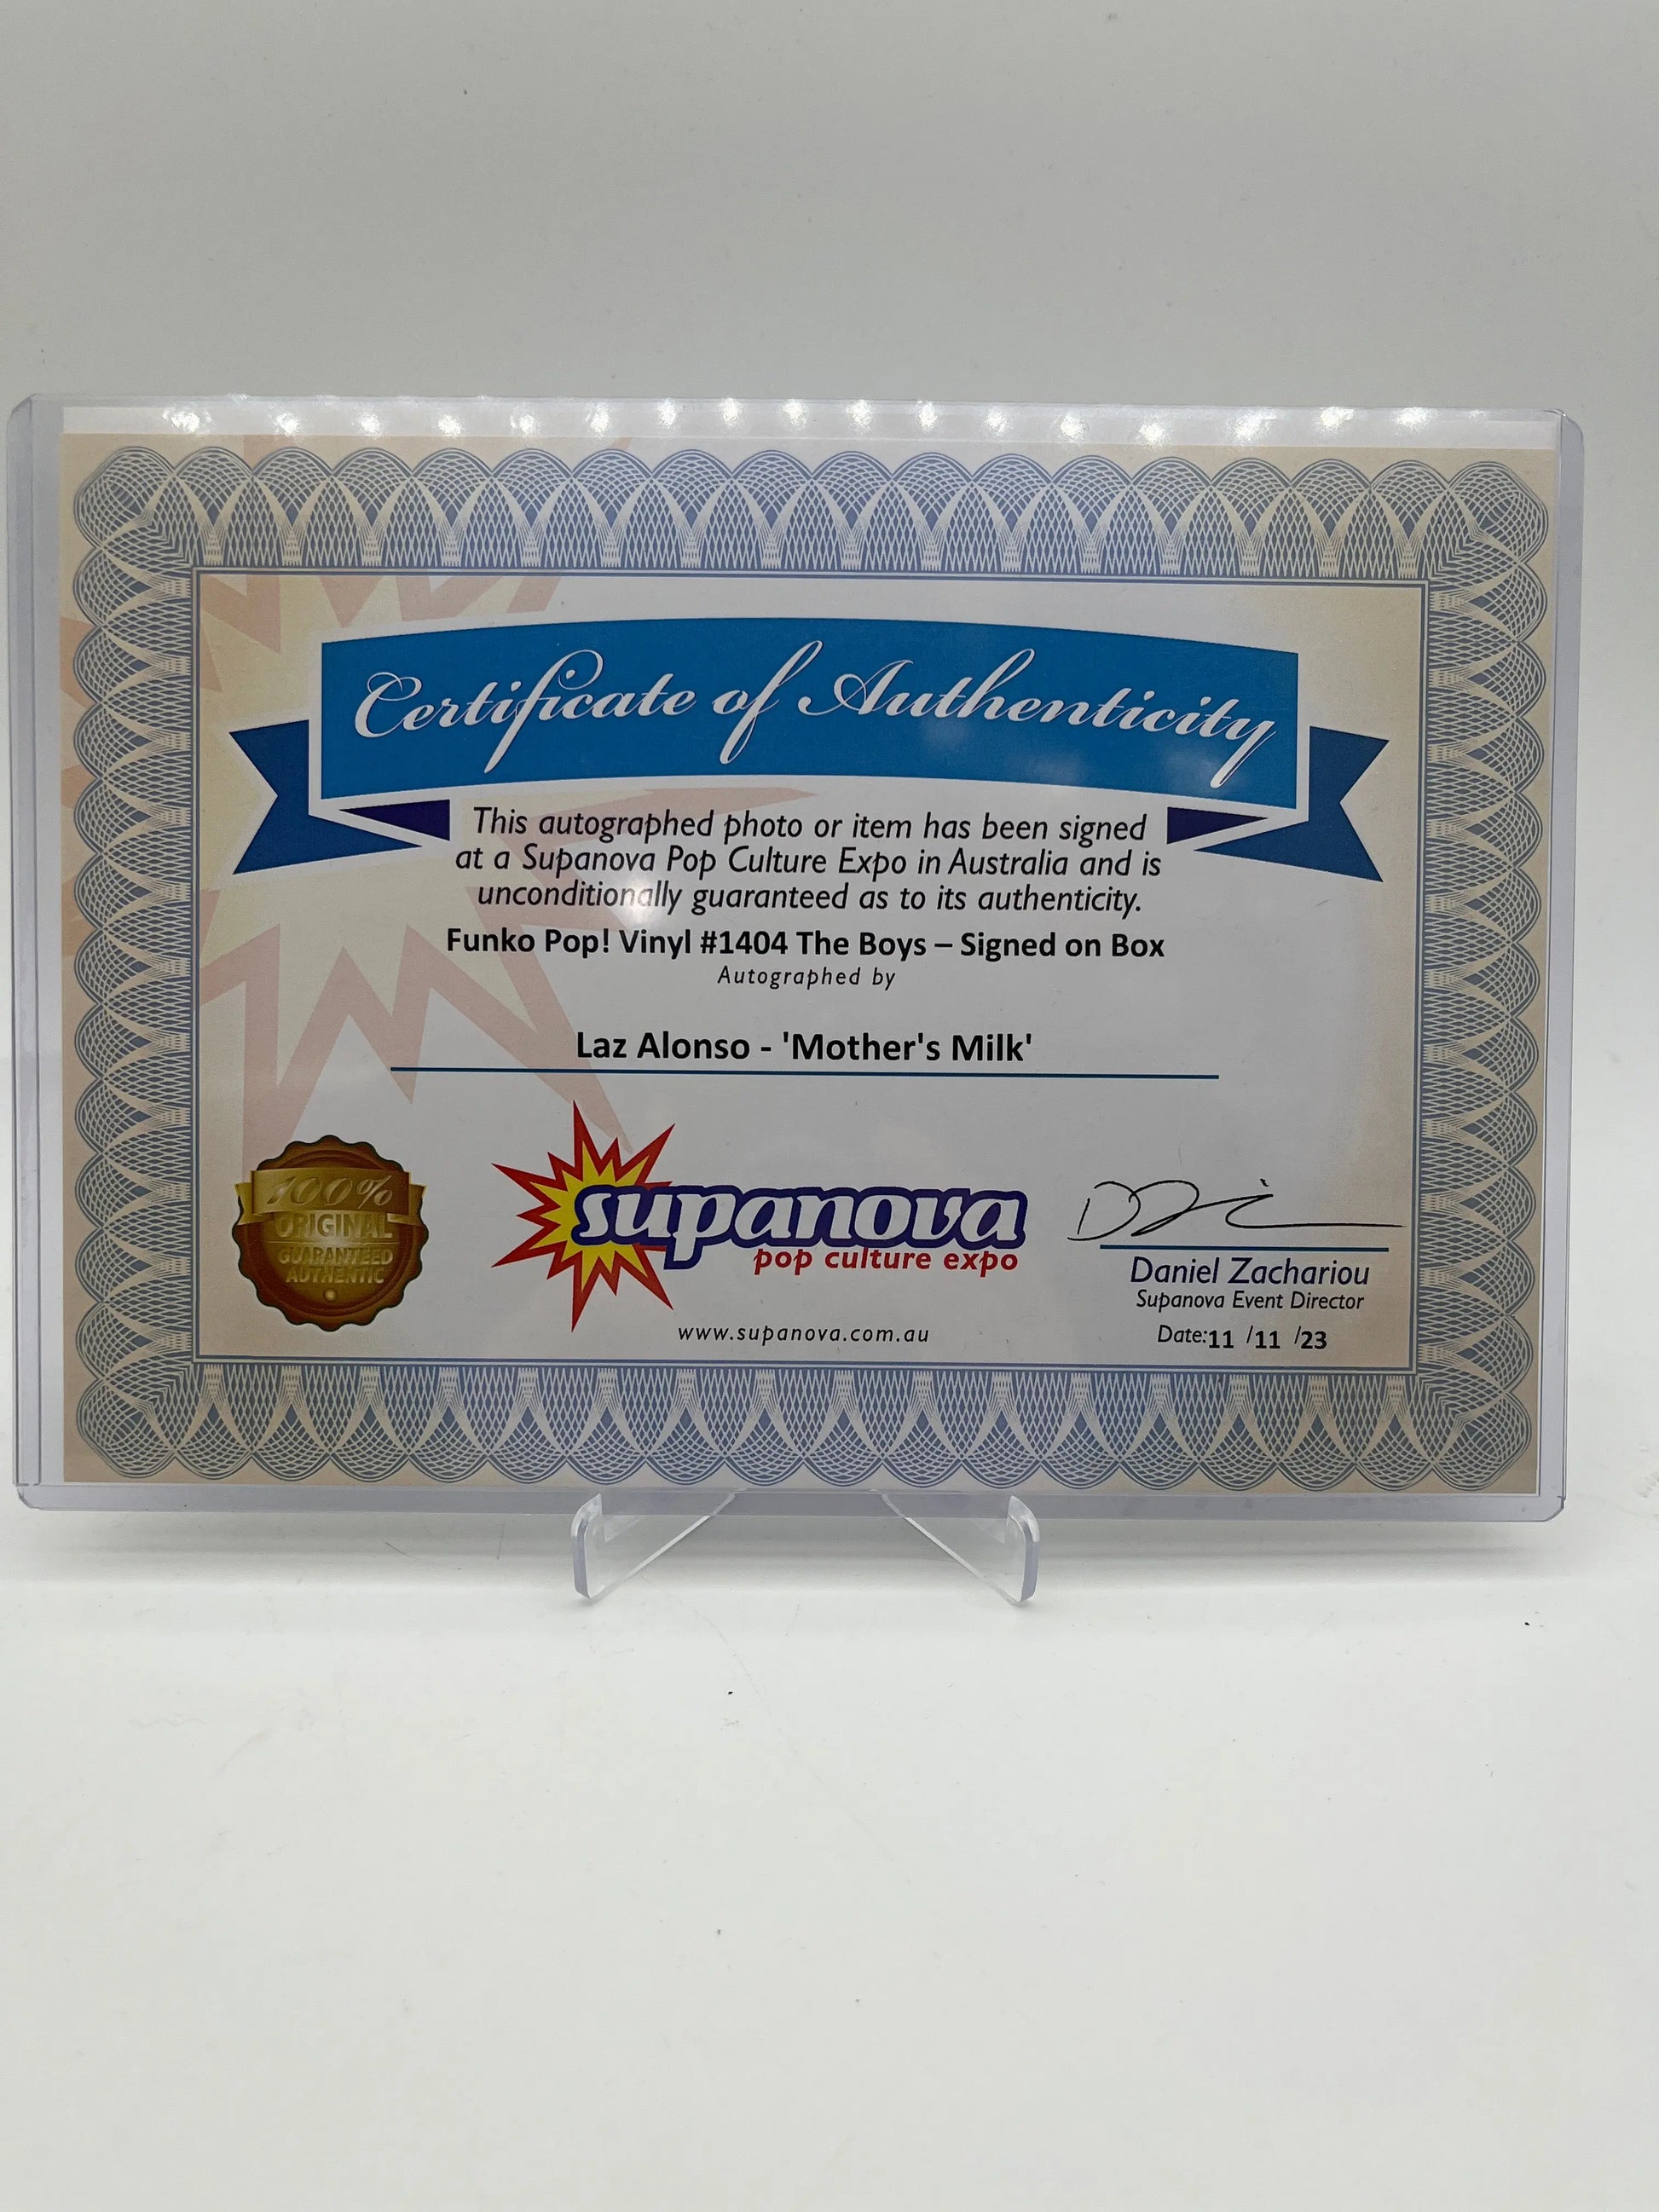 Certificate of Authenticity
This autographed photo or item has been signed
at a Supanova Pop Culture Expo in Australia and is
unconditionally guaranteed as to its authenticity.
Funko Pop! Vinyl #1404 The Boys – Signed on Box
Autographed by
Laz Alonso - 'Mother's Milk'
100%
ORIGINAL
GUARANTEED
AUTHENTIC
supanova
pop culture expo
www.supanova.com.au
Daniel Zachariou
Supanova Event Director
Date:11 /11 /23